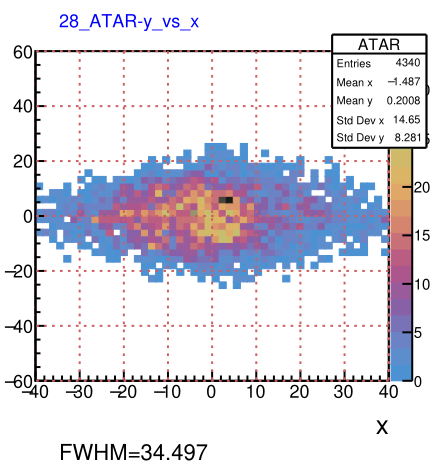 28_ATAR-y_vs_x
ATAR
Entries 4340
Mean x −1.487
Mean y 0.2008
Std Dev x 14.65
Std Dev y 8.281
60
40
20
0
−20
−40
−60
−40 −30 −20 −10 0 10 20 30 40
20
15
10
5
0
x
FWHM=34.497